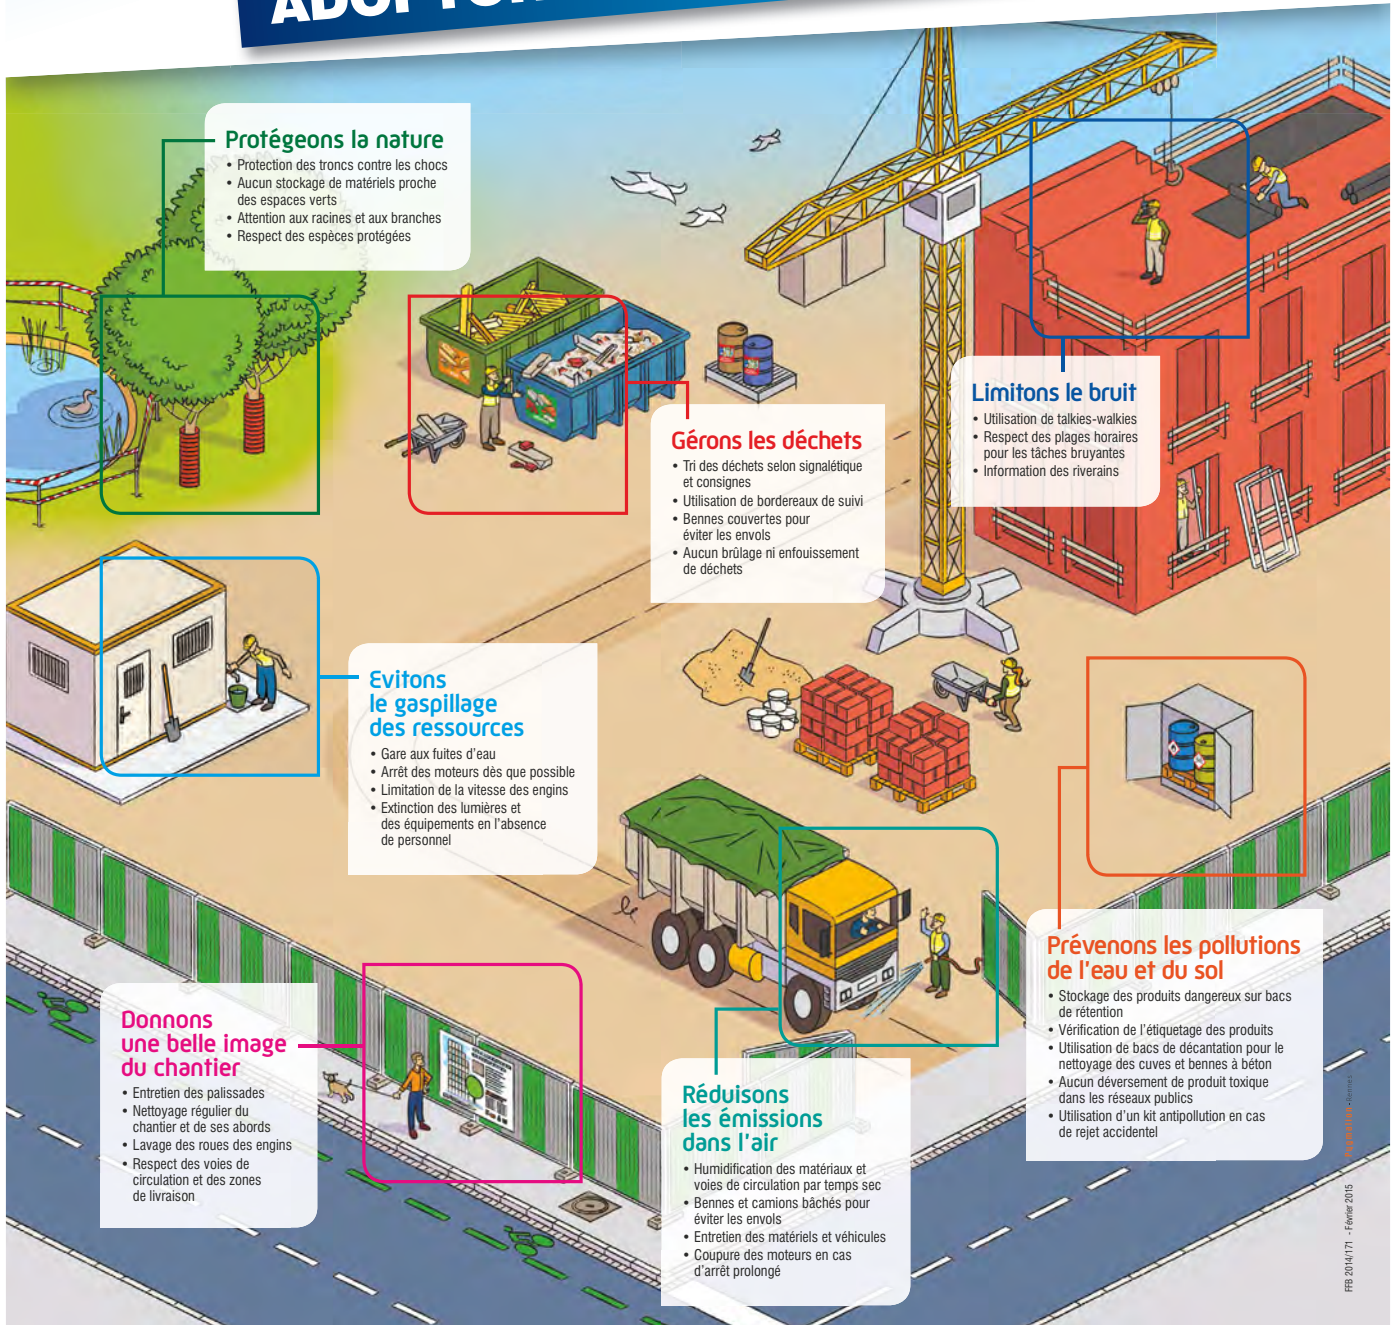 Protégeons la nature
• Protection des troncs contre les chocs
• Aucun stockage de matériels proche
des espaces verts
• Attention aux racines et aux branches
• Respect des espèces protégées
Limitons le bruit
• Utilisation de talkies-walkies
• Respect des plages horaires
pour les tâches bruyantes
• Information des riverains
Gérons les déchets
• Tri des déchets selon signalétique
et consignes
• Utilisation de bordereaux de suivi
• Bennes couvertes pour
éviter les envols
• Aucun brûlage ni enfouissement
de déchets
Evitons
le gaspillage
des ressources
• Gare aux fuites d'eau
• Arrêt des moteurs dès que possible
• Limitation de la vitesse des engins
• Extinction des lumières et
des équipements en l'absence
de personnel
Prévenons les pollutions
de l'eau et du sol
• Stockage des produits dangereux sur bacs
de rétention
• Vérification de l'étiquetage des produits
• Utilisation de bacs de décantation pour le
nettoyage des cuves et bennes à béton
• Aucun déversement de produit toxique
dans les réseaux publics
• Utilisation d'un kit antipollution en cas
de rejet accidentel
Donnons
une belle image
du chantier
• Entretien des palissades
• Nettoyage régulier du
chantier et de ses abords
• Lavage des roues des engins
• Respect des voies de
circulation et des zones
de livraison
Réduisons
les émissions
dans l'air
• Humidification des matériaux et
voies de circulation par temps sec
• Bennes et camions bâchés pour
éviter les envols
• Entretien des matériels et véhicules
• Coupure des moteurs en cas
d'arrêt prolongé
FFB 2014/171 - Février 2015
Rennes